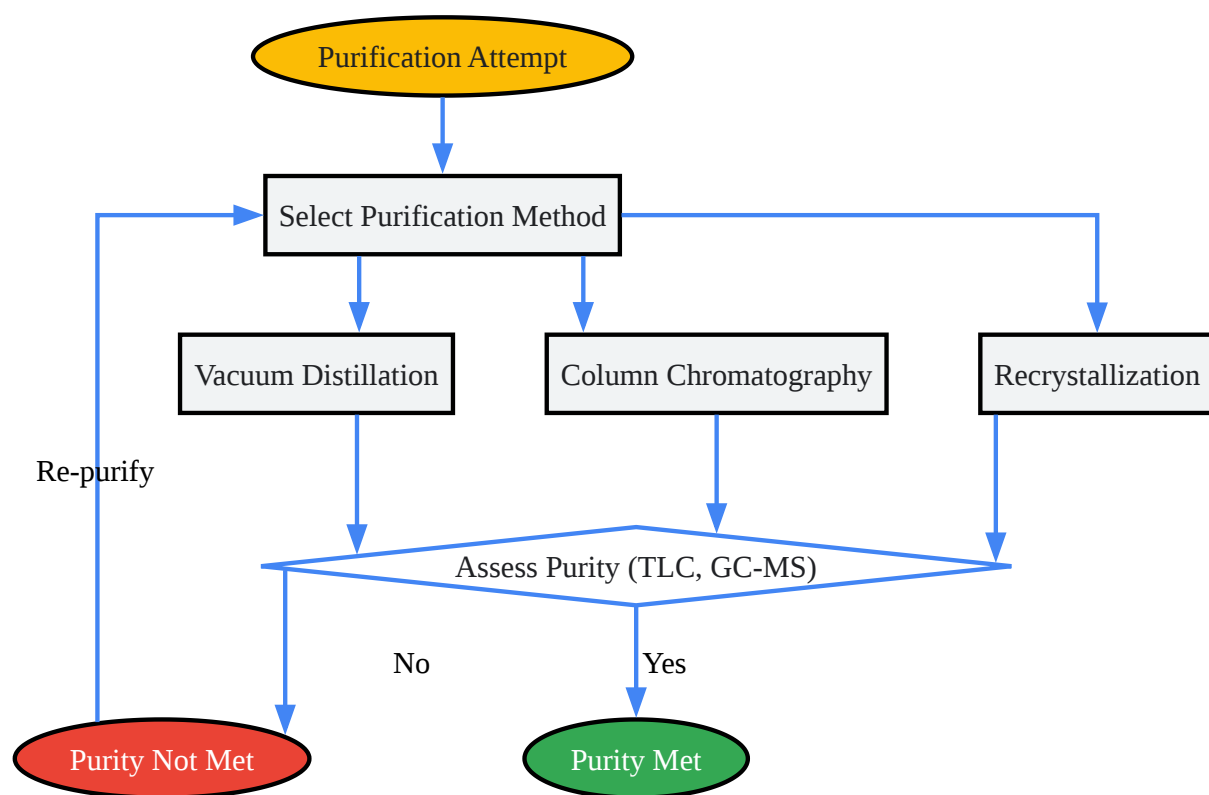 Purification Attempt
Select Purification Method
Vacuum Distillation
Column Chromatography
Recrystallization
Re-purify
Assess Purity (TLC, GC-MS)
No
Yes
Purity Not Met
Purity Met